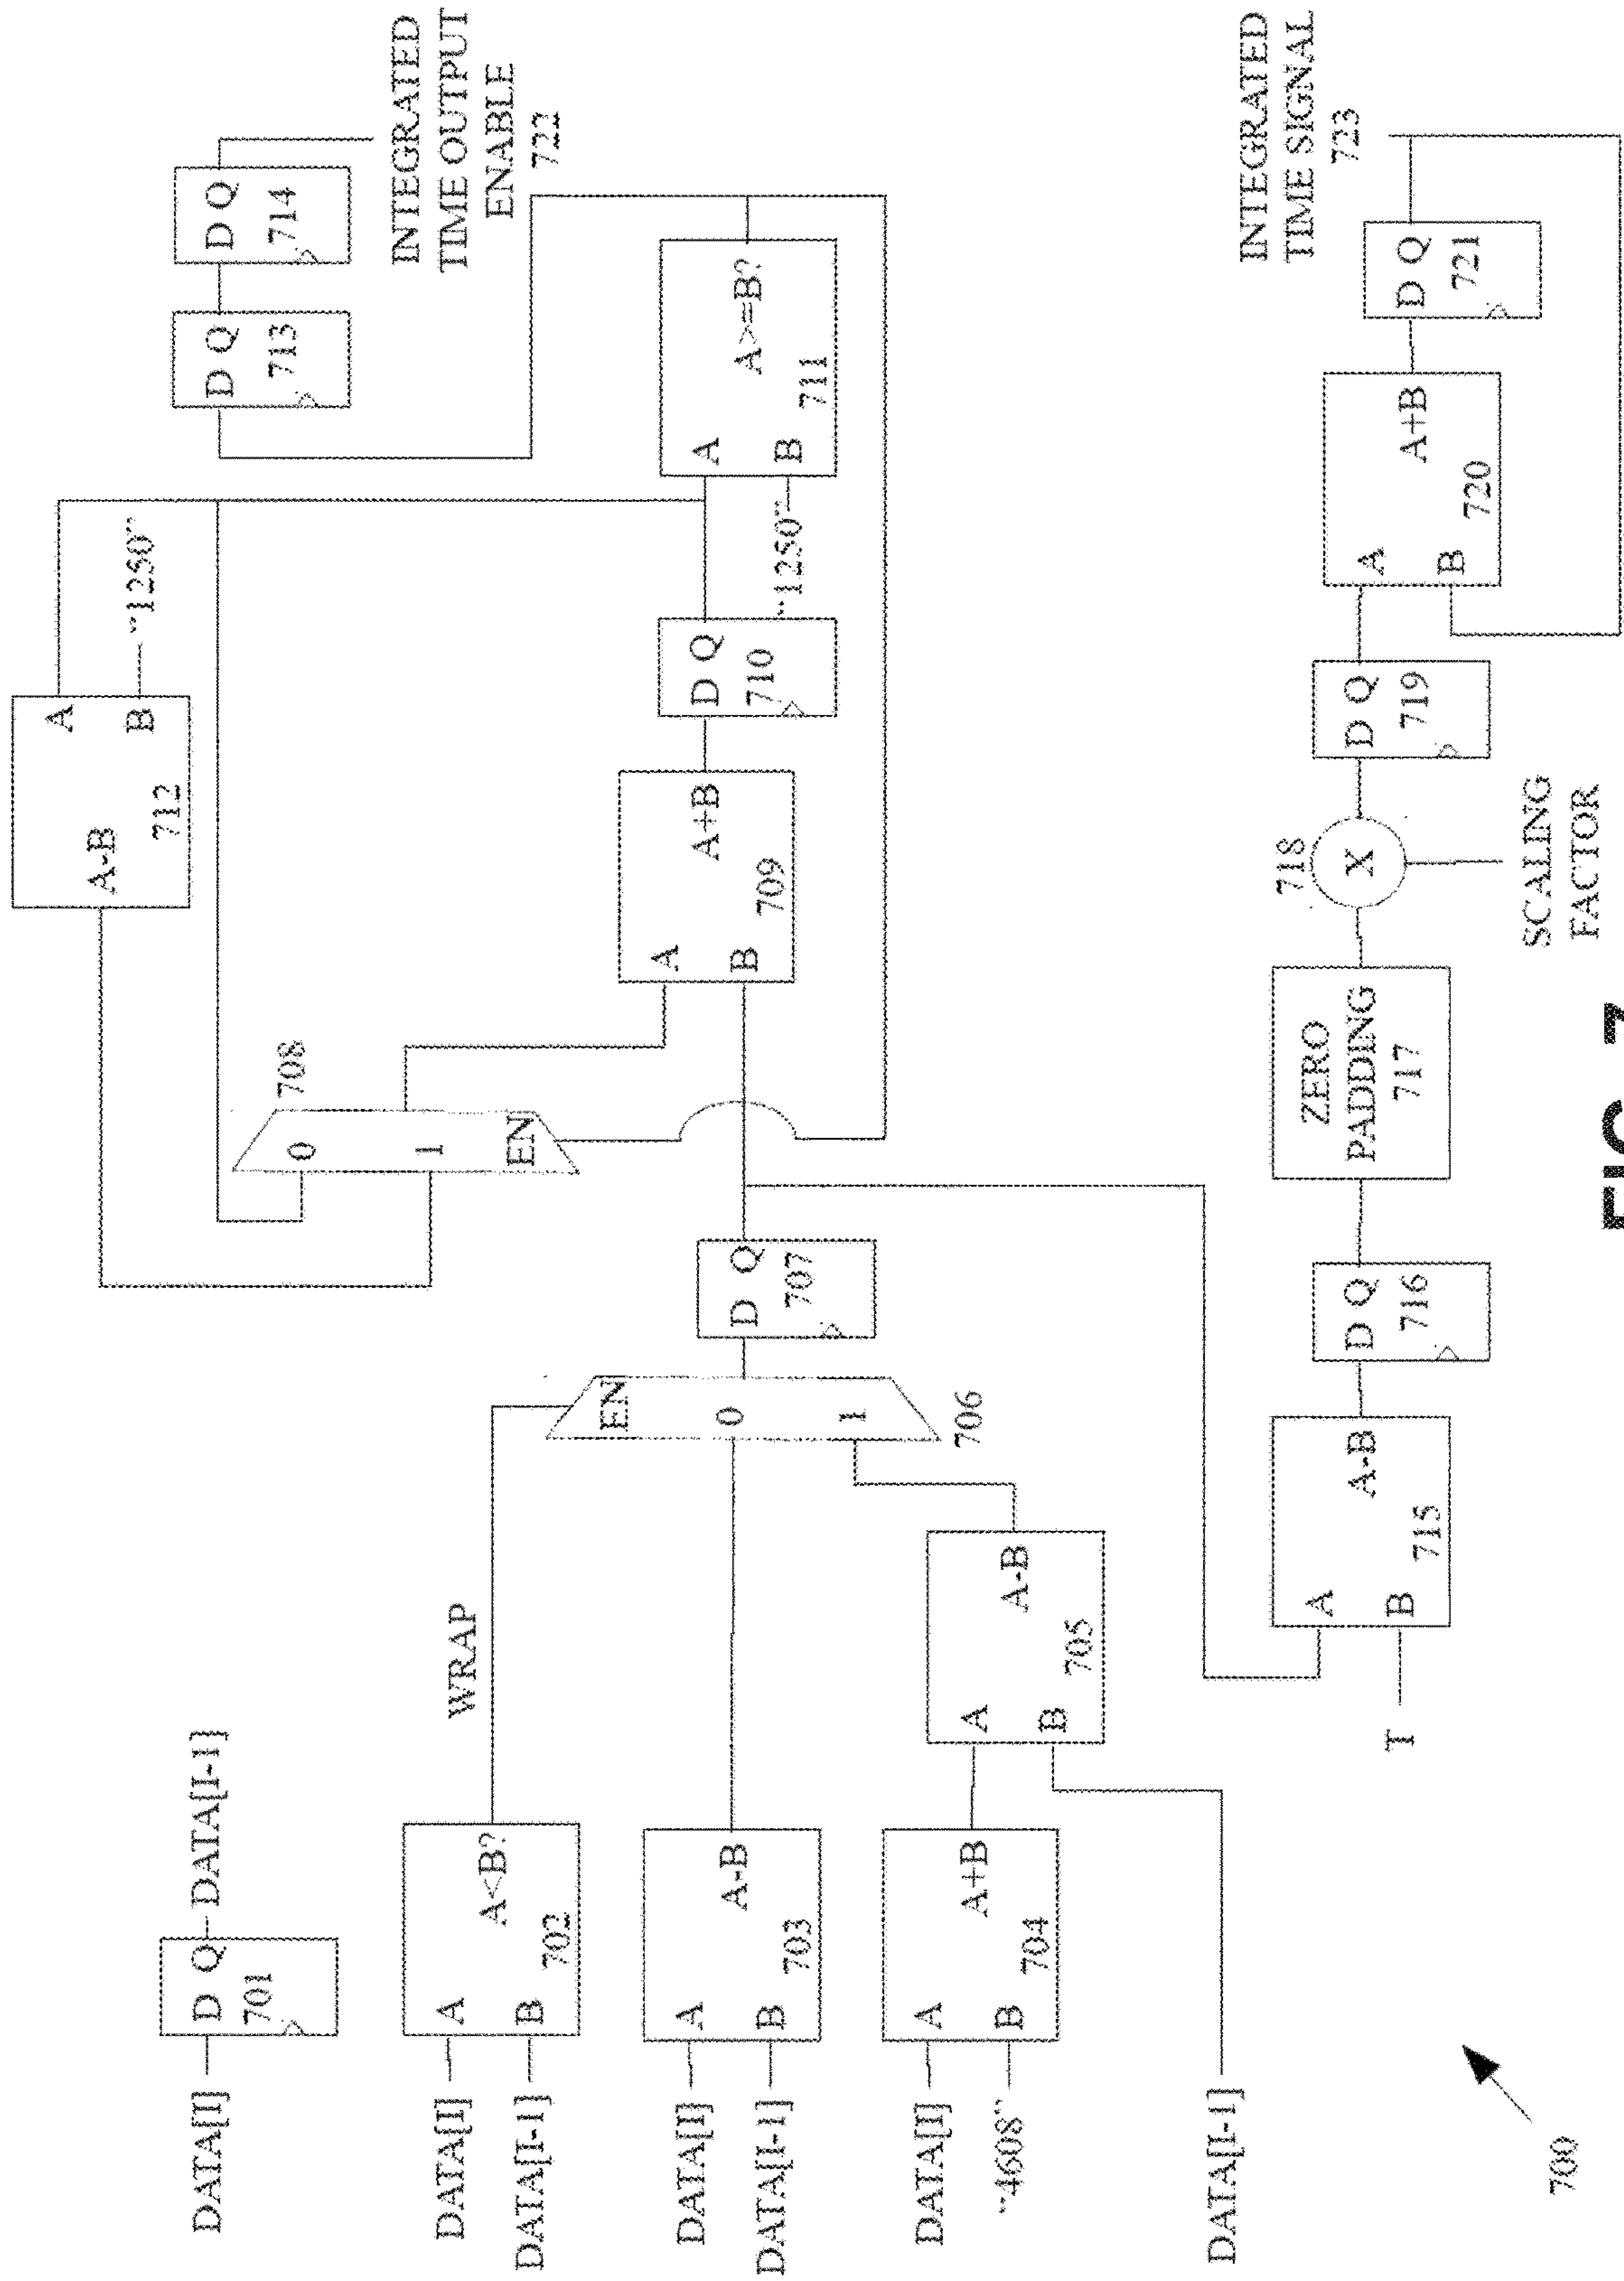 DATA[I]
D Q
701
DATA[I-1]
DATA[I]
DATA[I-1]
A
B
A<B?
702
WRAP
DATA[I]
DATA[I-1]
A
B
A-B
703
DATA[I]
"4608"
A
B
A+B
704
DATA[I-1]
A
B
A-B
705
EN
0
1
706
D Q
707
0
1
EN
708
A
B
A+B
709
D Q
710
"1250"
A
B
A>=B?
711
A
B
"1250"
A-B
712
D Q
713
D Q
714
INTEGRATED
TIME OUTPUT
ENABLE
722
T
A
B
A-B
715
D Q
716
ZERO
PADDING
717
718
X
SCALING
FACTOR
D Q
719
A
B
A+B
720
D Q
721
INTEGRATED
TIME SIGNAL
723
700
FIG. 7